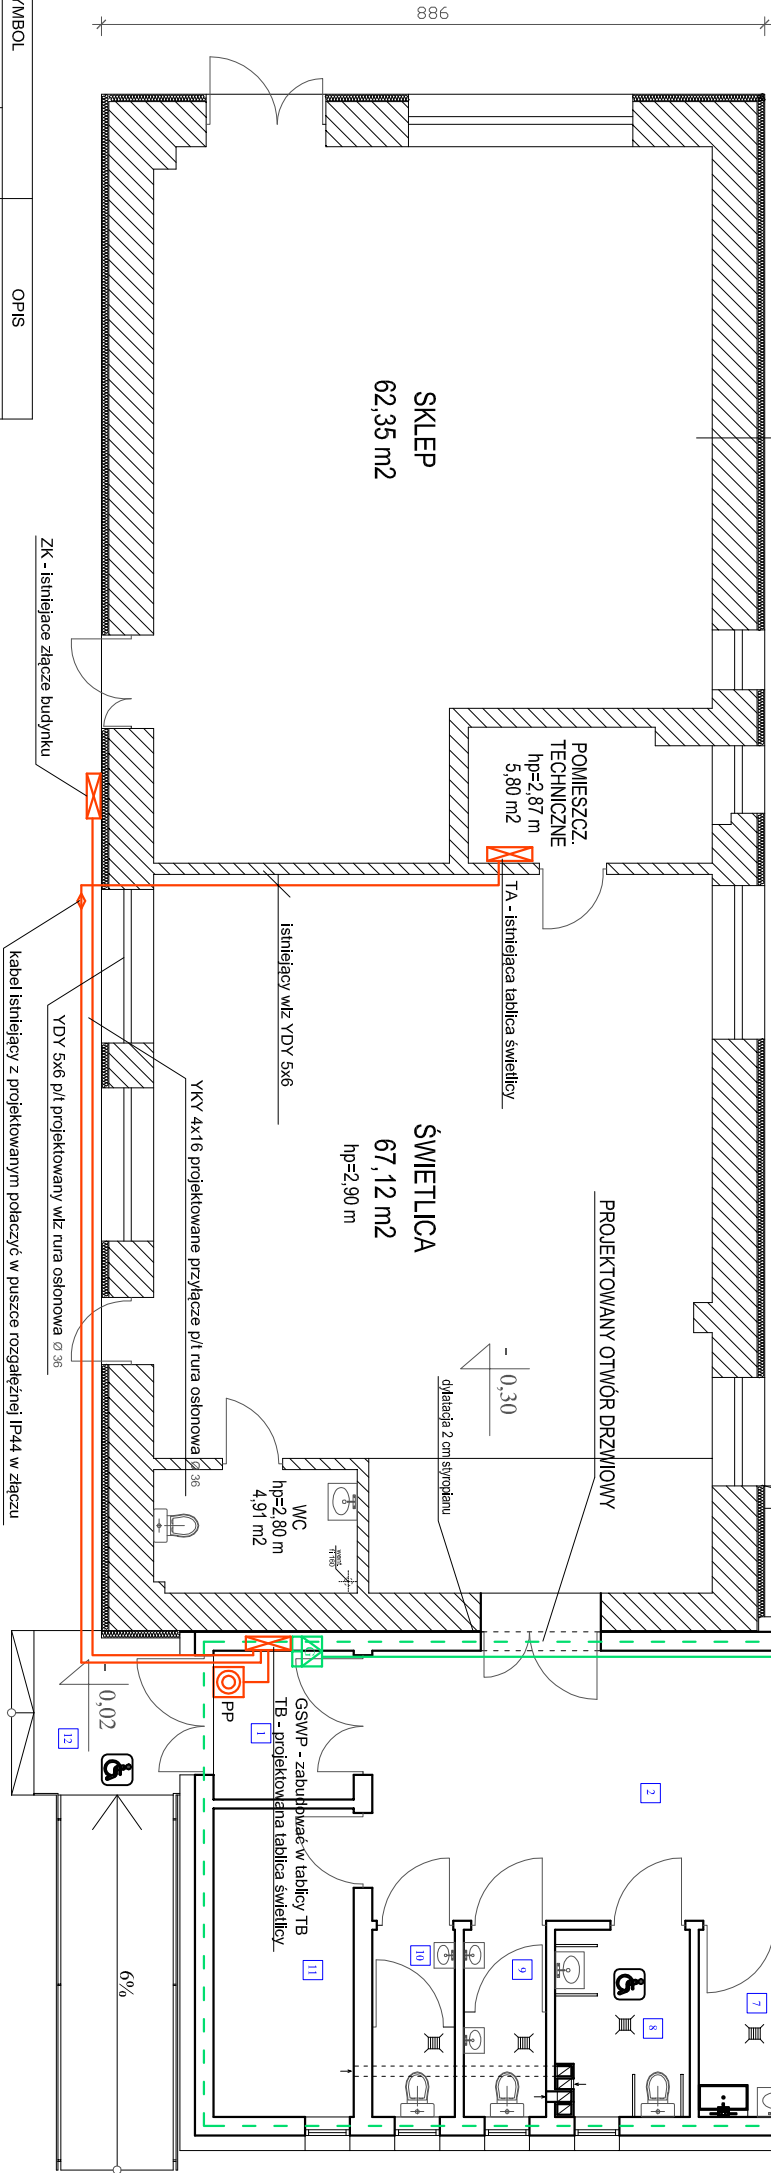 SYMBOL
OPIS
886
SKLEP
62,35 m2
POMIESZCZ.
TECHNICZNE
hp=2,87 m
5,80 m2
ZK - istniejace złącze budynku
TA - istniejąca tablica świetlicy
istniejący wlz YDY 5x6
ŚWIETLICA
67,12 m2
hp=2,90 m
PROJEKTOWANY OTWÓR DRZWIOWY
- 0,30
dylatacja 2 cm styropianu
YKY 4x16 projektowane przyłącze p/t rura osłonowa Ø 36
YDY 5x6 p/t projektowany wlz rura osłonowa Ø 36
kabel istniejący z projektowanym połaczyć w puszce rozgałęźnej IP44 w złączu
WC
hp=2,80 m
4,91 m2
GSWP - zabudować w tablicy TB
TB - projektowana tablica świetlicy
PP
- 0,02
1
2
7
8
9
10
11
12
6%